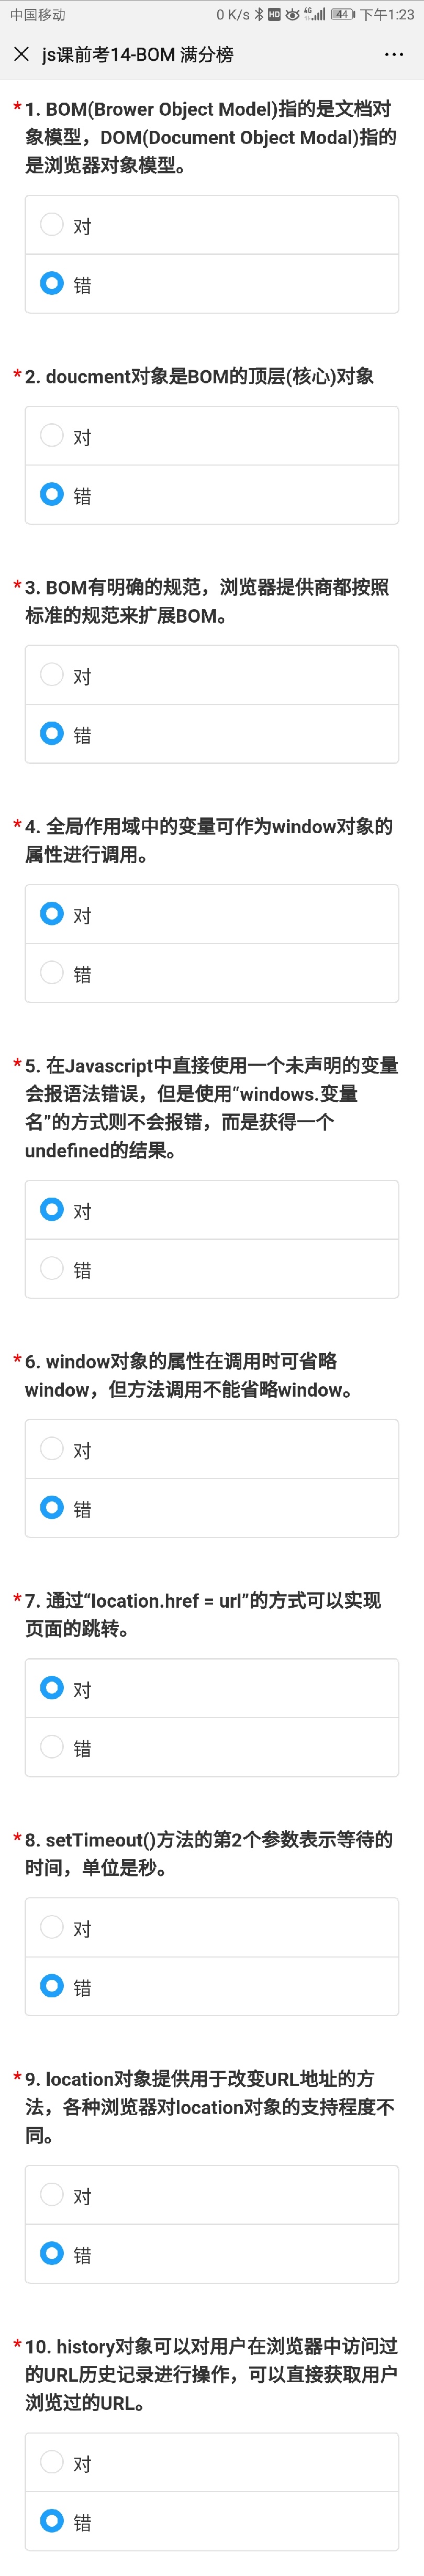 中国移动 0 K/s HD 4G 44 下午1:23
js课前考14-BOM 满分榜
*1. BOM(Brower Object Model)指的是文档对
象模型，DOM(Document Object Modal)指的
是浏览器对象模型。
对
错
*2. doucment对象是BOM的顶层(核心)对象
对
错
*3. BOM有明确的规范，浏览器提供商都按照
标准的规范来扩展BOM。
对
错
*4. 全局作用域中的变量可作为window对象的
属性进行调用。
对
错
*5. 在Javascript中直接使用一个未声明的变量
会报语法错误，但是使用“windows.变量
名”的方式则不会报错，而是获得一个
undefined的结果。
对
错
*6. window对象的属性在调用时可省略
window，但方法调用不能省略window。
对
错
*7. 通过“location.href = url”的方式可以实现
页面的跳转。
对
错
*8. setTimeout()方法的第2个参数表示等待的
时间，单位是秒。
对
错
*9. location对象提供用于改变URL地址的方
法，各种浏览器对location对象的支持程度不
同。
对
错
*10. history对象可以对用户在浏览器中访问过
的URL历史记录进行操作，可以直接获取用户
浏览过的URL。
对
错